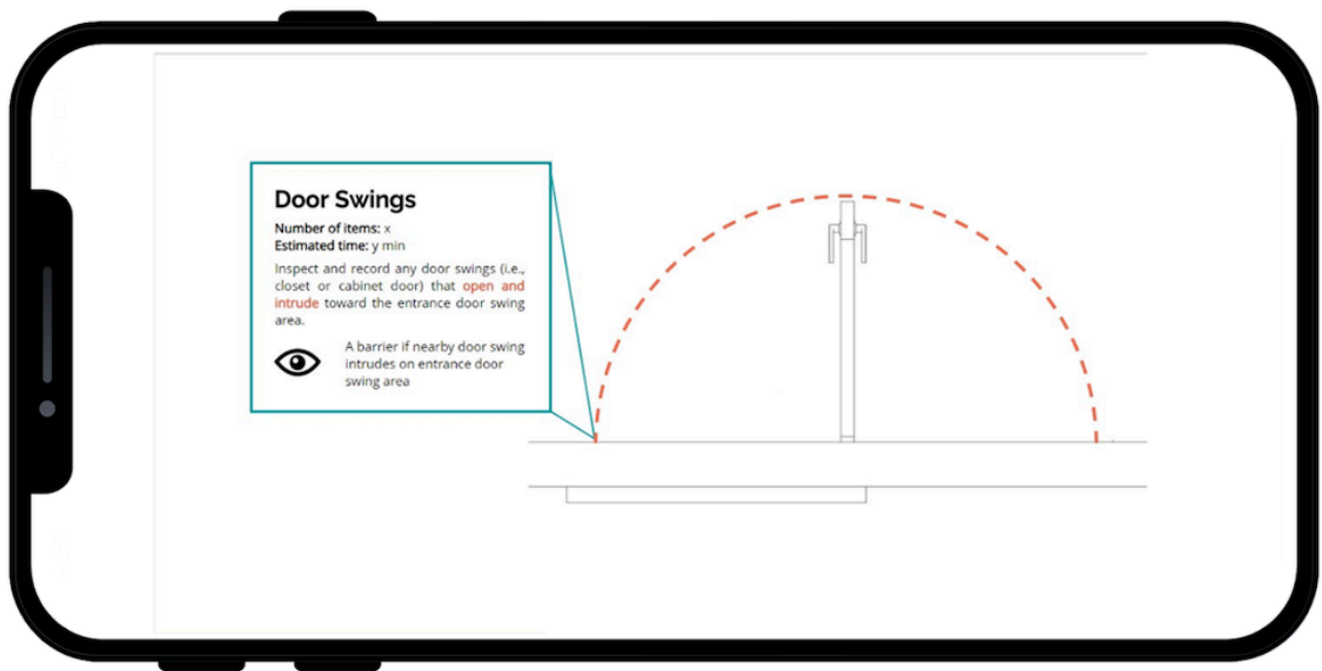 Door Swings
Number of items: x
Estimated time: y min
Inspect and record any door swings (i.e.,
closet or cabinet door) that open and
intrude toward the entrance door swing
area.
A barrier if nearby door swing
intrudes on entrance door
swing area